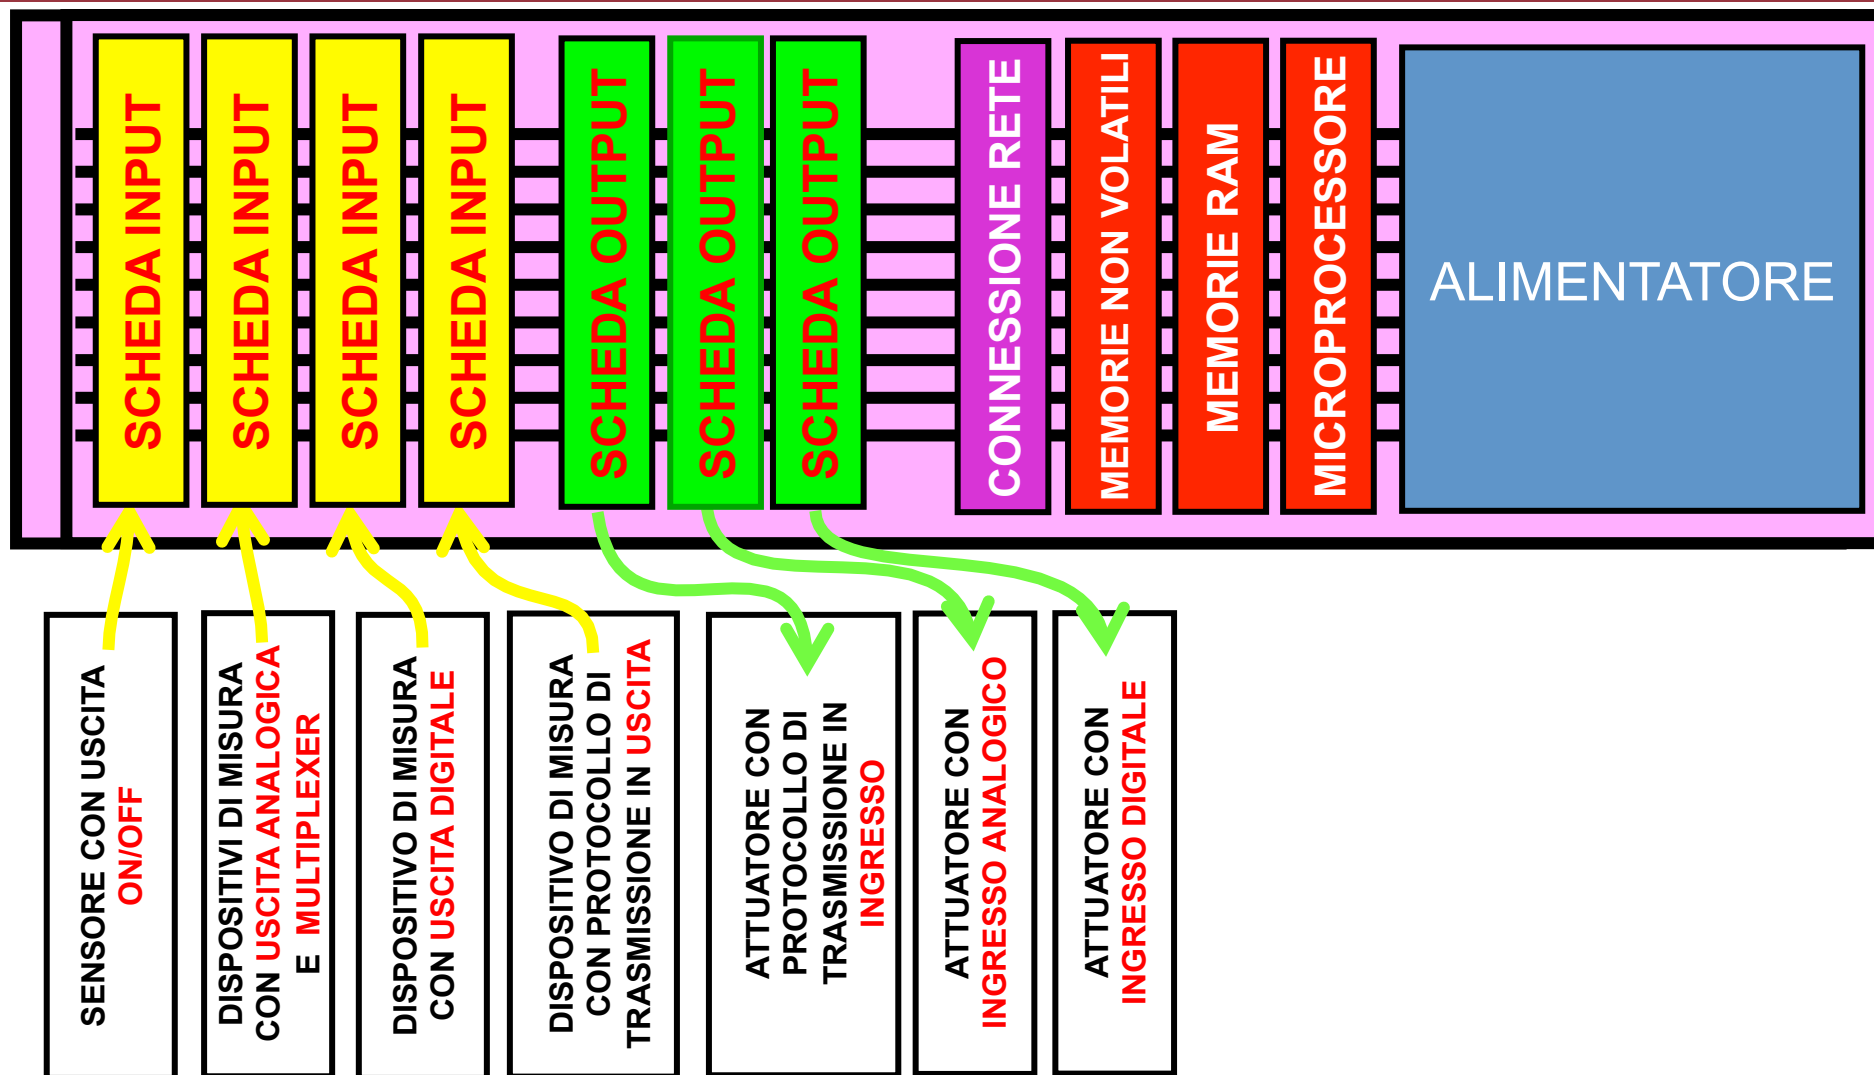 SCHEDA INPUT
SCHEDA INPUT
SCHEDA INPUT
SCHEDA INPUT
SCHEDA OUTPUT
SCHEDA OUTPUT
SCHEDA OUTPUT
CONNESSIONE RETE
MEMORIE NON VOLATILI
MEMORIE RAM
MICROPROCESSORE
ALIMENTATORE
SENSORE CON USCITA
ON/OFF
DISPOSITIVI DI MISURA
CON USCITA ANALOGICA
E MULTIPLEXER
DISPOSITIVO DI MISURA
CON USCITA DIGITALE
DISPOSITIVO DI MISURA
CON PROTOCOLLO DI
TRASMISSIONE IN USCITA
ATTUATORE CON
PROTOCOLLO DI
TRASMISSIONE IN
INGRESSO
ATTUATORE CON
INGRESSO ANALOGICO
ATTUATORE CON
INGRESSO DIGITALE